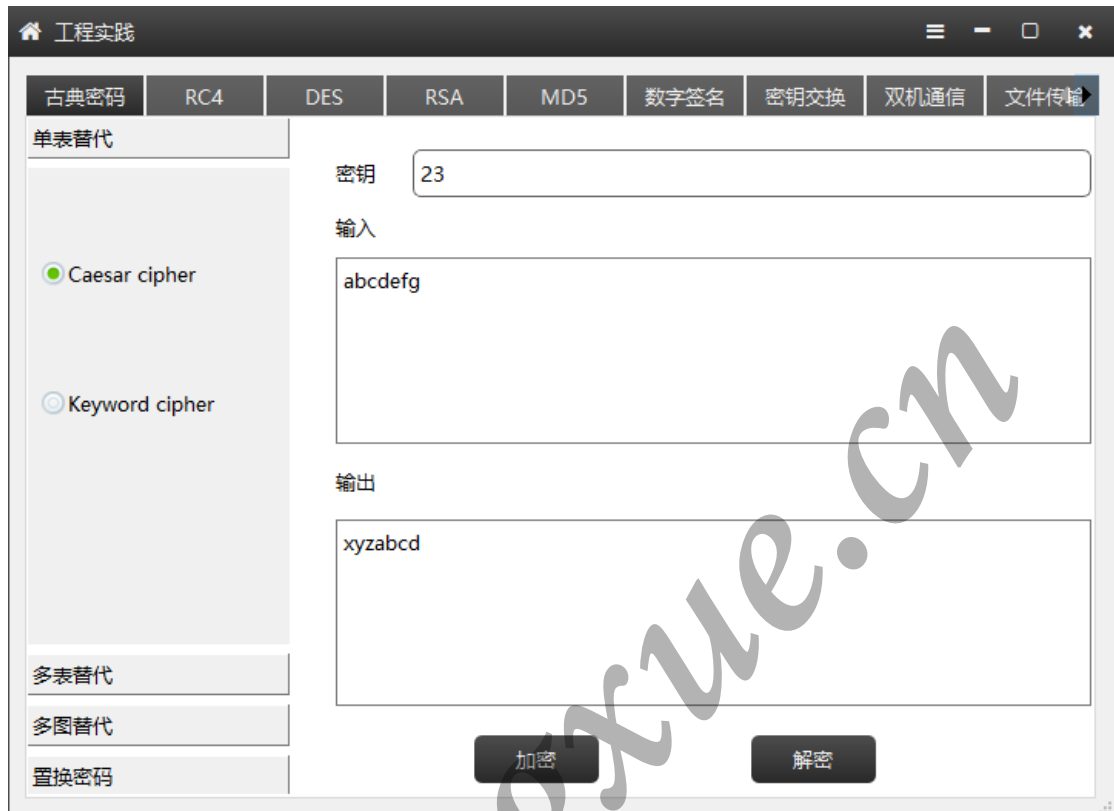 工程实践
古典密码 RC4 DES RSA MD5 数字签名 密钥交换 双机通信 文件传输
单表替代
密钥 23
输入
Caesar cipher
abcdefg
Keyword cipher
输出
xyzabcd
多表替代
多图替代
置换密码
加密 解密
oxue.cn